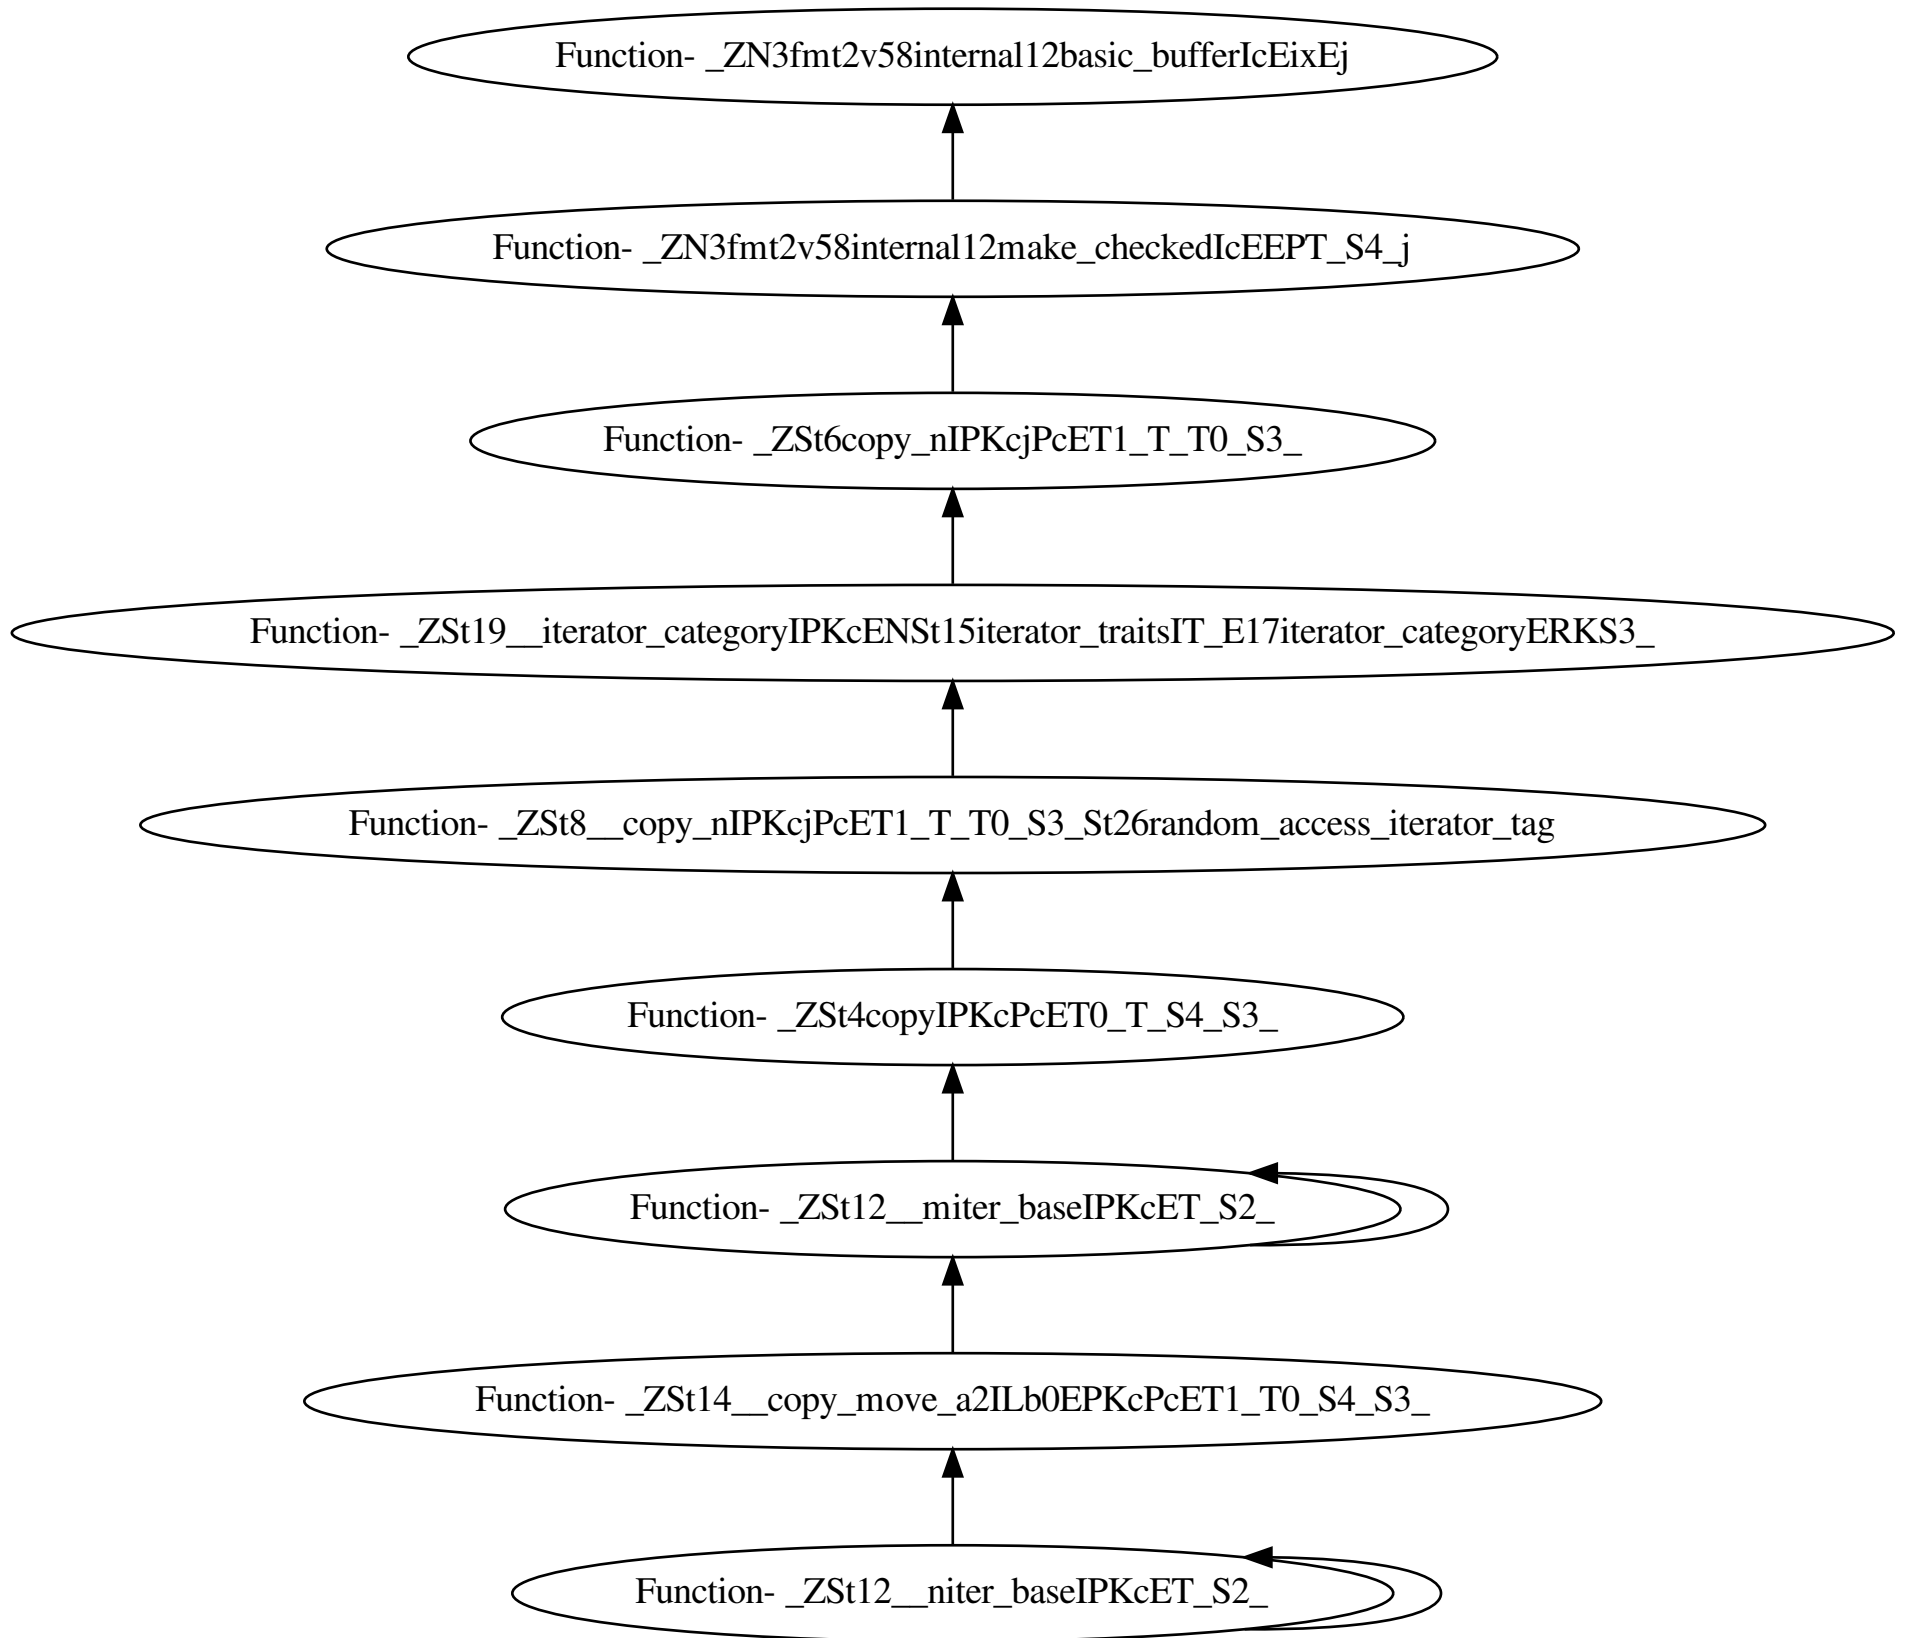 Function- _ZN3fmt2v58internal12basic_bufferIcEixEj
Function- _ZN3fmt2v58internal12make_checkedIcEEPT_S4_j
Function- _ZSt6copy_nIPKcjPcET1_T_T0_S3_
Function- _ZSt19__iterator_categoryIPKcENSt15iterator_traitsIT_E17iterator_categoryERKS3_
Function- _ZSt8__copy_nIPKcjPcET1_T_T0_S3_St26random_access_iterator_tag
Function- _ZSt4copyIPKcPcET0_T_S4_S3_
Function- _ZSt12__miter_baseIPKcET_S2_
Function- _ZSt14__copy_move_a2ILb0EPKcPcET1_T0_S4_S3_
Function- _ZSt12__niter_baseIPKcET_S2_